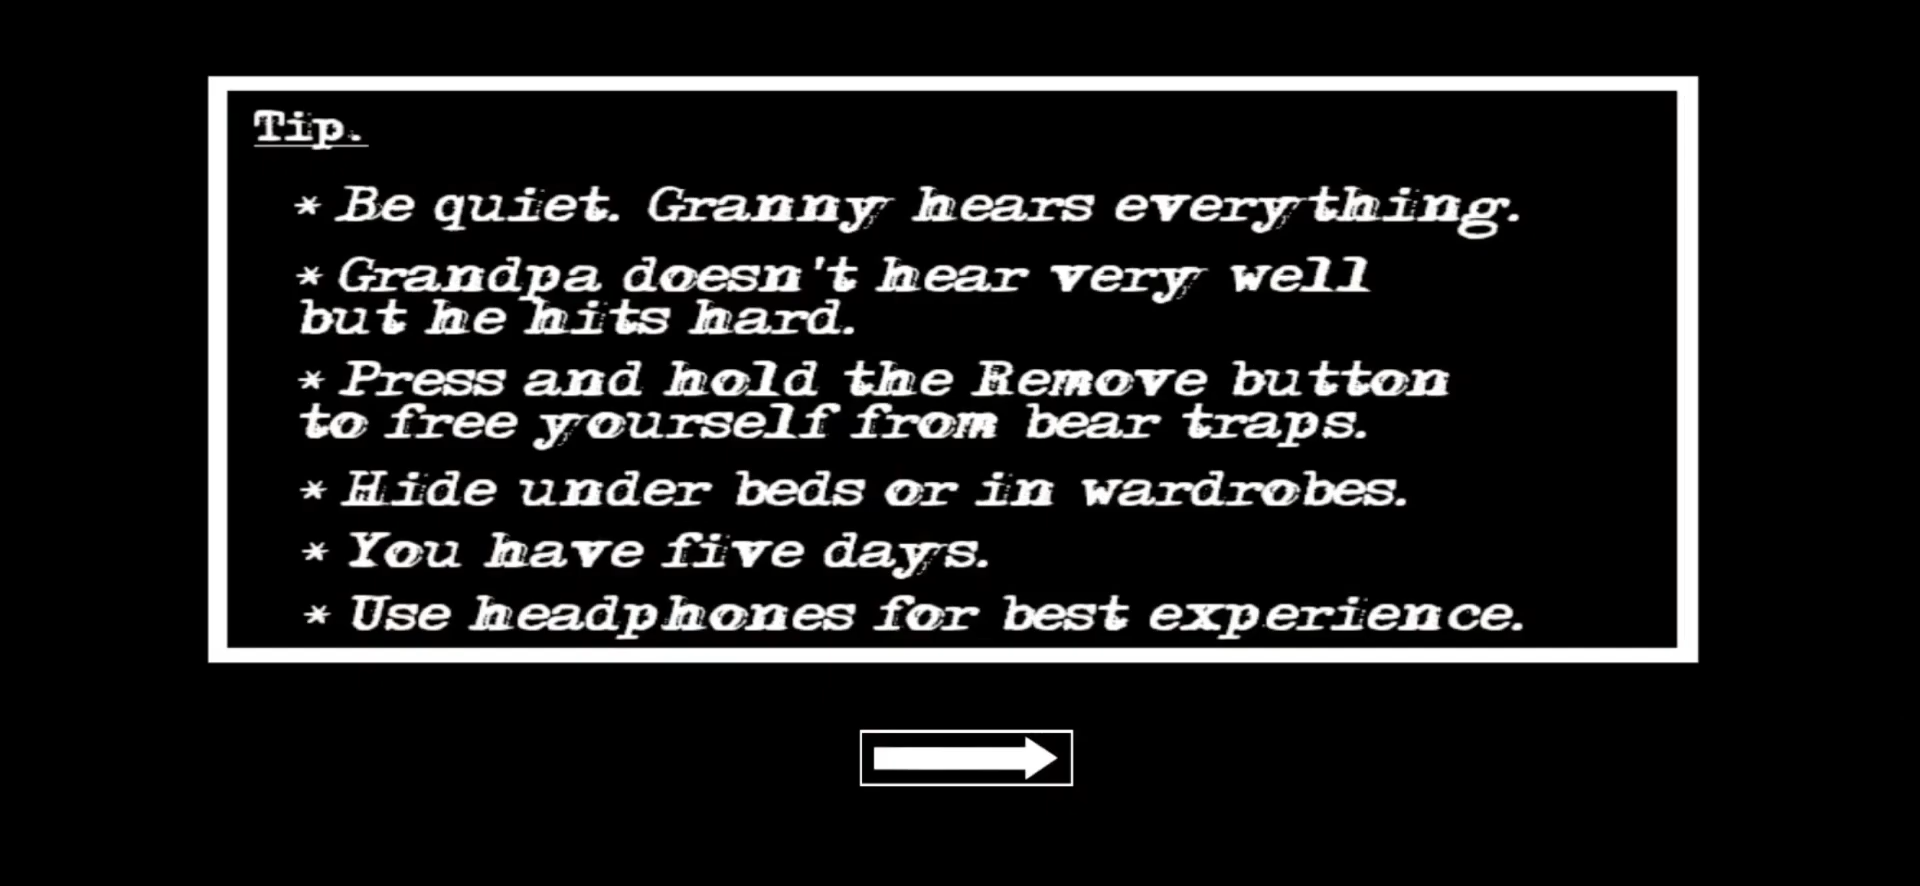 Tip.
* Be quiet. Granny hears everything.
* Grandpa doesn't hear very well
but he hits hard.
* Press and hold the Remove button
to free yourself from bear traps.
* Hide under beds or in wardrobes.
* You have five days.
* Use headphones for best experience.